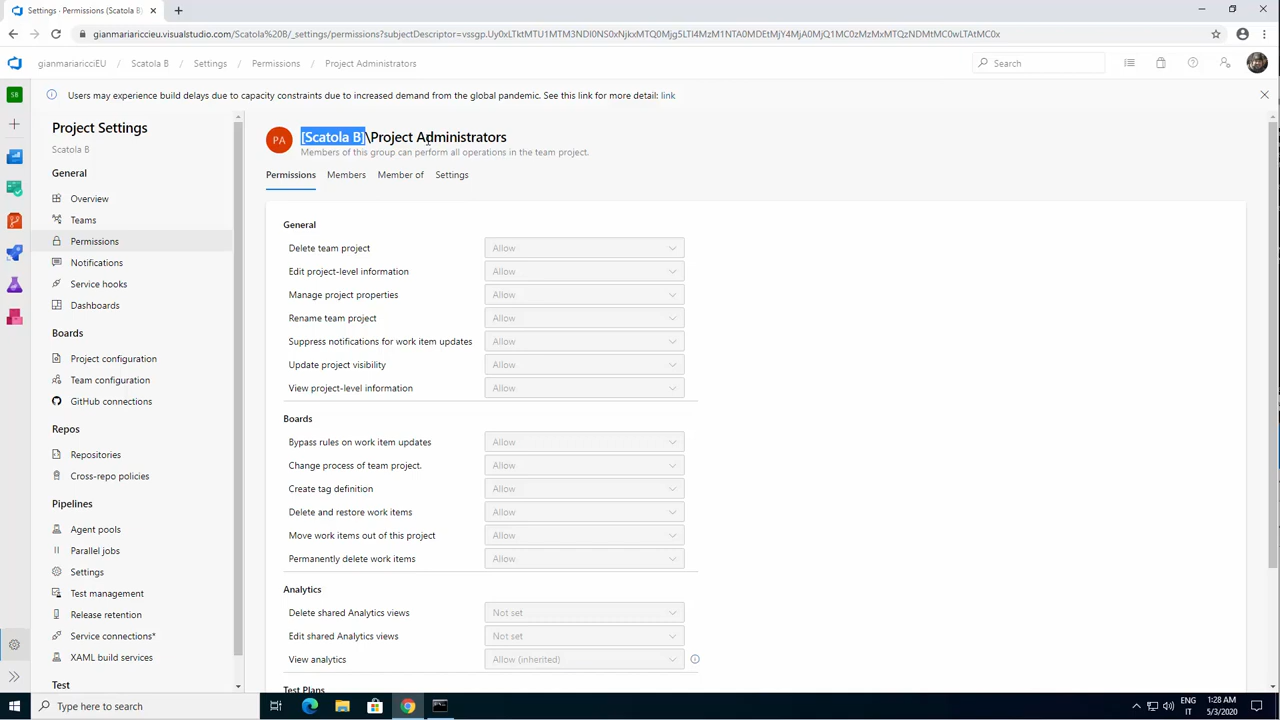 Settings - Permissions (Scatola B)
gianmariariccieu.visualstudio.com/Scatola%20B/_settings/permissions?subjectDescriptor=vssgp.Uy0xLTktMTU1MTM3NDI0NS0xNjkxMTQ0Mjg5LTI4MzM1NTA0MDEtMjY4MjA0MjQ1MC0zMzMxMTQzNDMtMC0wLTAtMC0x
gianmariaricciEU / Scatola B / Settings / Permissions / Project Administrators
Search
SB
Users may experience build delays due to capacity constraints due to increased demand from the global pandemic. See this link for more detail: link
Project Settings
Scatola B
General
Overview
Teams
Permissions
Notifications
Service hooks
Dashboards
Boards
Project configuration
Team configuration
GitHub connections
Repos
Repositories
Cross-repo policies
Pipelines
Agent pools
Parallel jobs
Settings
Test management
Release retention
Service connections*
XAML build services
Test
PA
[Scatola B]\Project Administrators
Members of this group can perform all operations in the team project.
Permissions Members Member of Settings
General
Delete team project Allow
Edit project-level information Allow
Manage project properties Allow
Rename team project Allow
Suppress notifications for work item updates Allow
Update project visibility Allow
View project-level information Allow
Boards
Bypass rules on work item updates Allow
Change process of team project. Allow
Create tag definition Allow
Delete and restore work items Allow
Move work items out of this project Allow
Permanently delete work items Allow
Analytics
Delete shared Analytics views Not set
Edit shared Analytics views Not set
View analytics Allow (inherited)
Test Plans
Type here to search
ENG
IT
1:28 AM
5/3/2020